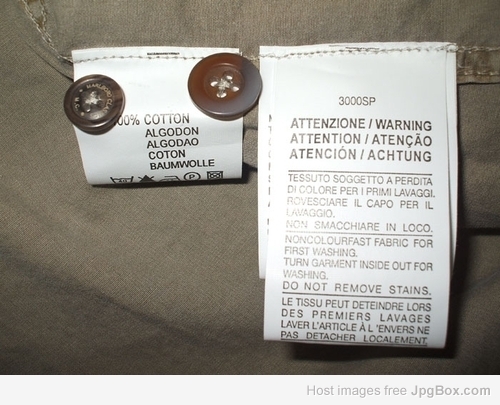 100% COTTON
ALGODON
ALGODAO
COTON
BAUMWOLLE
3000SP
ATTENZIONE / WARNING
ATTENTION / ATENÇÃO
ATENCIÓN / ACHTUNG
TESSUTO SOGGETTO A PERDITA
DI COLORE PER I PRIMI LAVAGGI.
ROVESCIARE IL CAPO PER IL
LAVAGGIO.
NON SMACCHIARE IN LOCO.
NONCOLOURFAST FABRIC FOR
FIRST WASHING.
TURN GARMENT INSIDE OUT FOR
WASHING.
DO NOT REMOVE STAINS.
LE TISSU PEUT DETEINDRE LORS
DES PREMIERS LAVAGES
LAVER L'ARTICLE À L'ENVERS NE
PAS DETACHER LOCALEMENT.
Host images free JpgBox.com